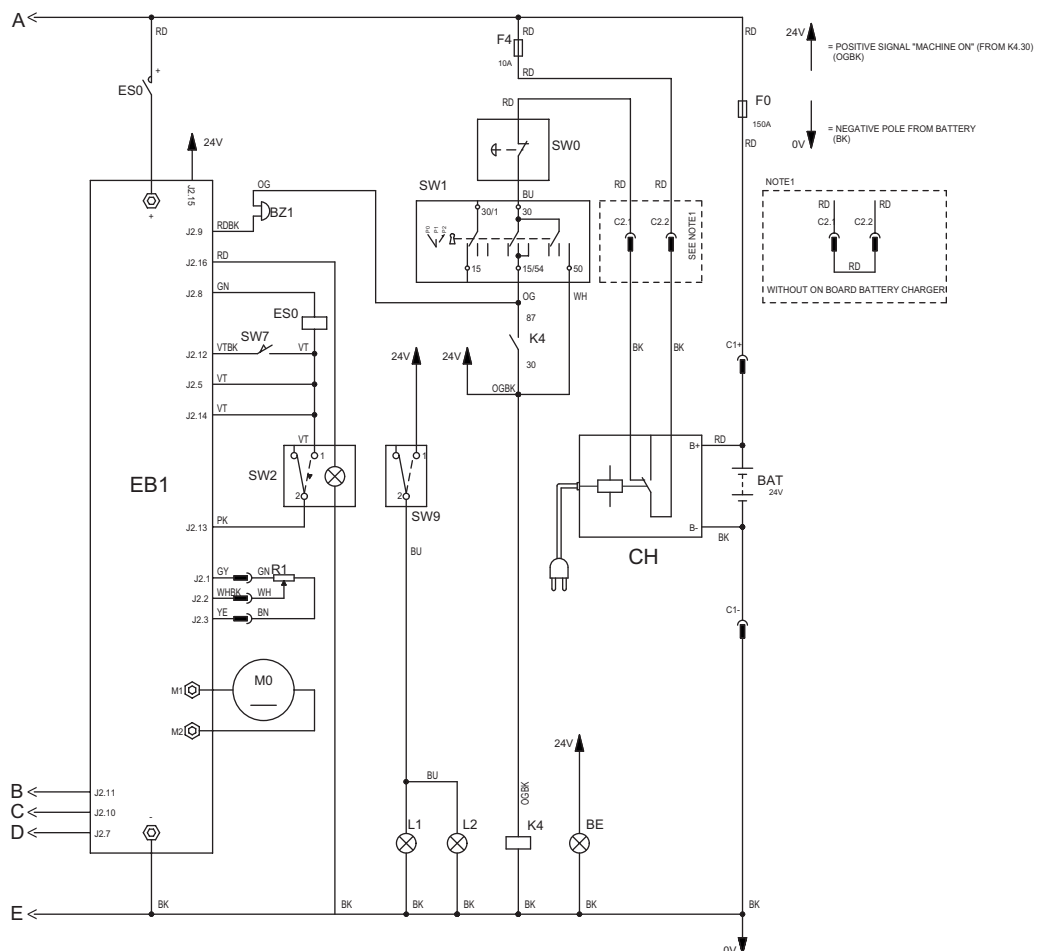 A
RD
RD
RD
24V
= POSITIVE SIGNAL "MACHINE ON" (FROM K4.30)
(OGBK)
F4
10A
RD
+
ES0
RD
F0
150A
= NEGATIVE POLE FROM BATTERY
(BK)
0V
24V
SW0
RD
NOTE1
J2.15
+
OG
BZ1
SW1
BU
RD
RD
RD
RD
J2.9
RDBK
30/1
30
C2.1
C2.2
C2.1
C2.2
P0
P1
P2
SEE NOTE1
J2.16
RD
15
15/54
50
RD
J2.8
GN
OG
WH
WITHOUT ON BOARD BATTERY CHARGER
ES0
87
SW7
K4
J2.12
VTBK
VT
24V
24V
30
BK
BK
C1+
J2.5
VT
OGBK
J2.14
VT
VT
B+
RD
SW2
1
1
EB1
2
2
BAT
24V
SW9
J2.13
PK
B-
BK
BU
CH
J2.1
GY
GN
R1
J2.2
WHBK
WH
J2.3
YE
BN
C1-
M0
M1
M2
24V
BU
OGBK
B
J2.11
C
J2.10
D
J2.7
-
L1
L2
K4
BE
E
BK
BK
BK
BK
BK
BK
BK
0V